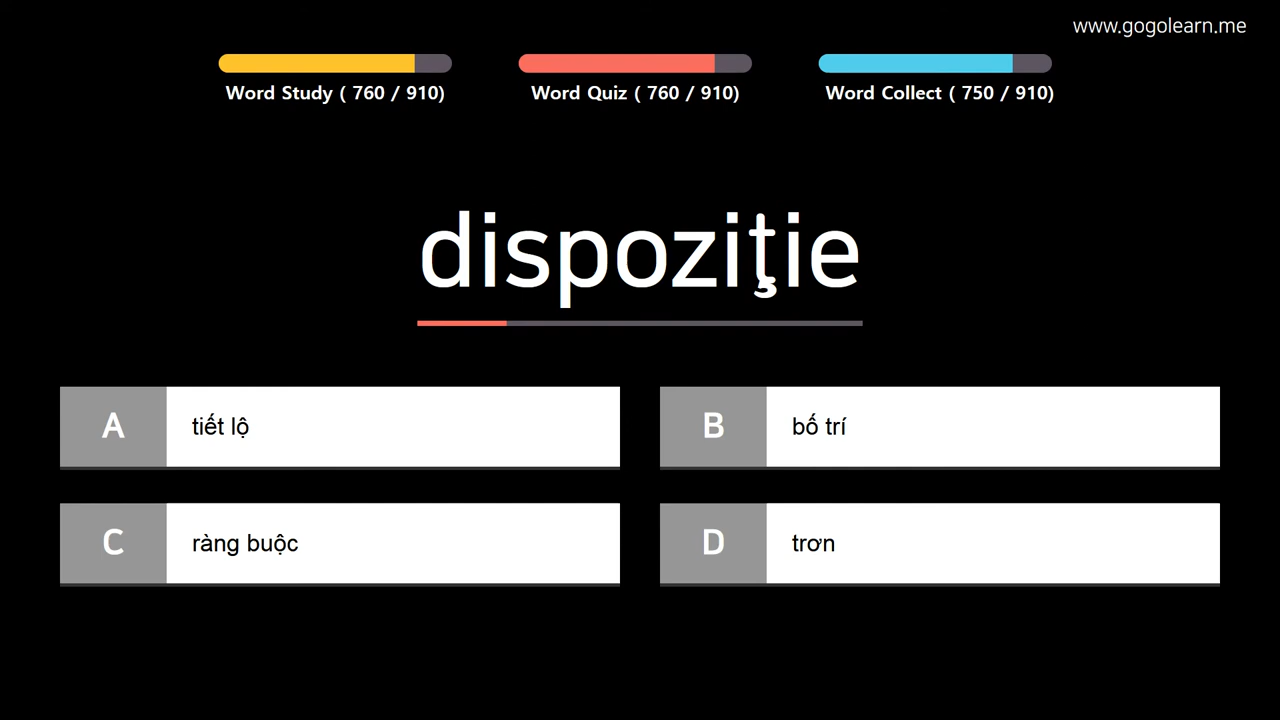 www.gogolearn.me
Word Study ( 760 / 910)
Word Quiz ( 760 / 910)
Word Collect ( 750 / 910)
dispoziţie
A tiết lộ
B bố trí
C ràng buộc
D trơn